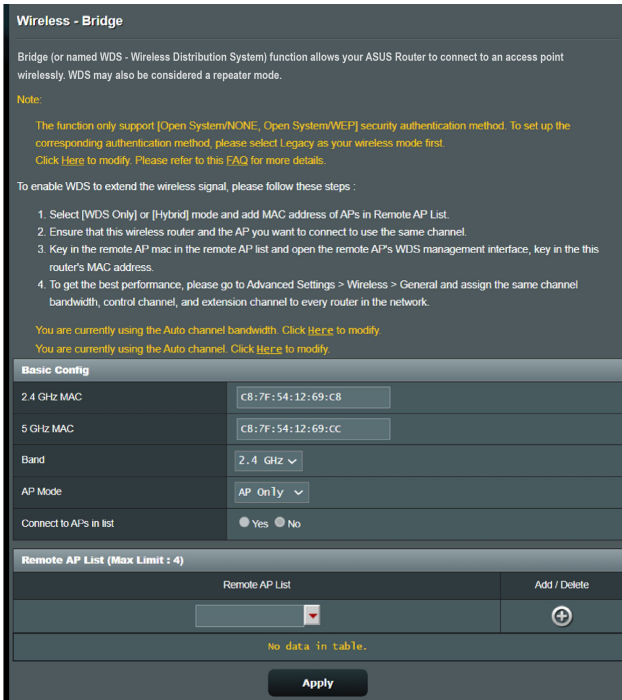 Wireless - Bridge
Bridge (or named WDS - Wireless Distribution System) function allows your ASUS Router to connect to an access point
wirelessly. WDS may also be considered a repeater mode.
Note:
The function only support [Open System/NONE, Open System/WEP] security authentication method. To set up the
corresponding authentication method, please select Legacy as your wireless mode first.
Click Here to modify. Please refer to this FAQ for more details.
To enable WDS to extend the wireless signal, please follow these steps :
1. Select [WDS Only] or [Hybrid] mode and add MAC address of APs in Remote AP List.
2. Ensure that this wireless router and the AP you want to connect to use the same channel.
3. Key in the remote AP mac in the remote AP list and open the remote AP's WDS management interface, key in the this
router's MAC address.
4. To get the best performance, please go to Advanced Settings > Wireless > General and assign the same channel
bandwidth, control channel, and extension channel to every router in the network.
You are currently using the Auto channel bandwidth. Click Here to modify.
You are currently using the Auto channel. Click Here to modify.
Basic Config
2.4 GHz MAC C8:7F:54:12:69:C8
5 GHz MAC C8:7F:54:12:69:CC
Band 2.4 GHz
AP Mode AP Only
Connect to APs in list Yes No
Remote AP List (Max Limit : 4)
Remote AP List Add / Delete
No data in table.
Apply